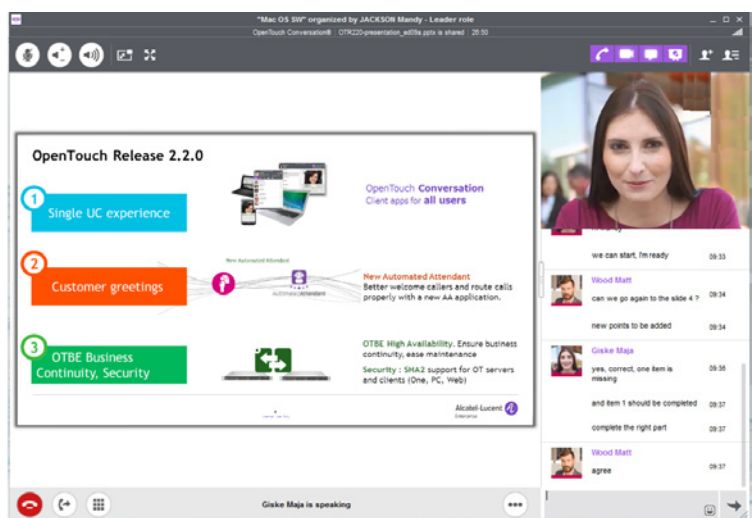 "Mac OS SW" organized by JACKSON Mandy - Leader role
OpenTouch Conversation® | OTR220-presentation_ed09a.pptx is shared | 28:50
OpenTouch Release 2.2.0
1
Single UC experience
OpenTouch Conversation
Client apps for all users
2
Customer greetings
New Automated Attendant
Automated Attendant
New Automated Attendant
Better welcome callers and route calls
properly with a new AA application.
3
OTBE Business
Continuity, Security
OTBE High Availability. Ensure business
continuity, ease maintenance
Security : SHA2 support for OT servers
and clients (One, PC, Web)
Alcatel-Lucent
Enterprise
we can start, I'm ready 09:33
Wood Matt
can we go again to the slide 4 ? 09:34
new points to be added 09:34
Giske Maja
yes, correct, one item is 09:36
missing
and item 1 should be completed 09:37
complete the right part 09:37
Wood Matt
agree 09:37
Giske Maja is speaking